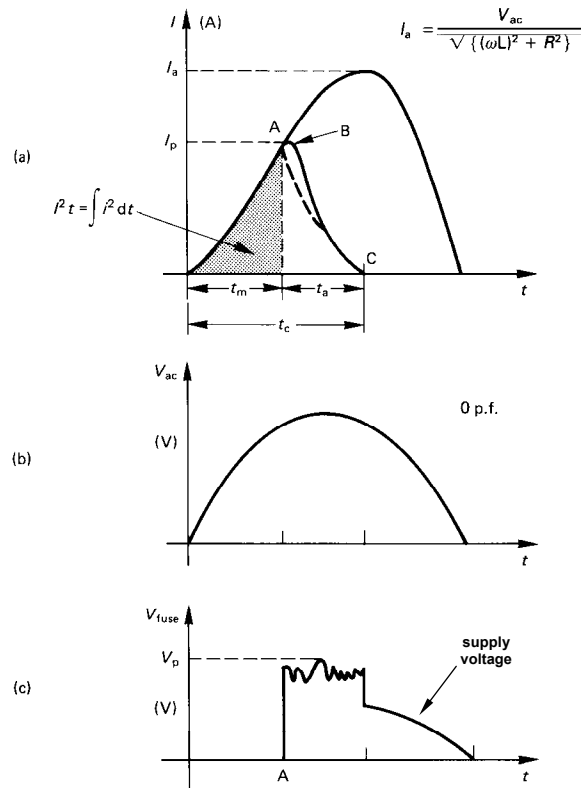 I (A)
I_a = V_ac / √{(ωL)² + R²}
I_a
A
B
I_p
(a)
I²t = ∫i² dt
C
t_m
t_a
t
t_c
V_ac
0 p.f.
(V)
(b)
t
V_fuse
V_p
supply
voltage
(c)
(V)
A
t